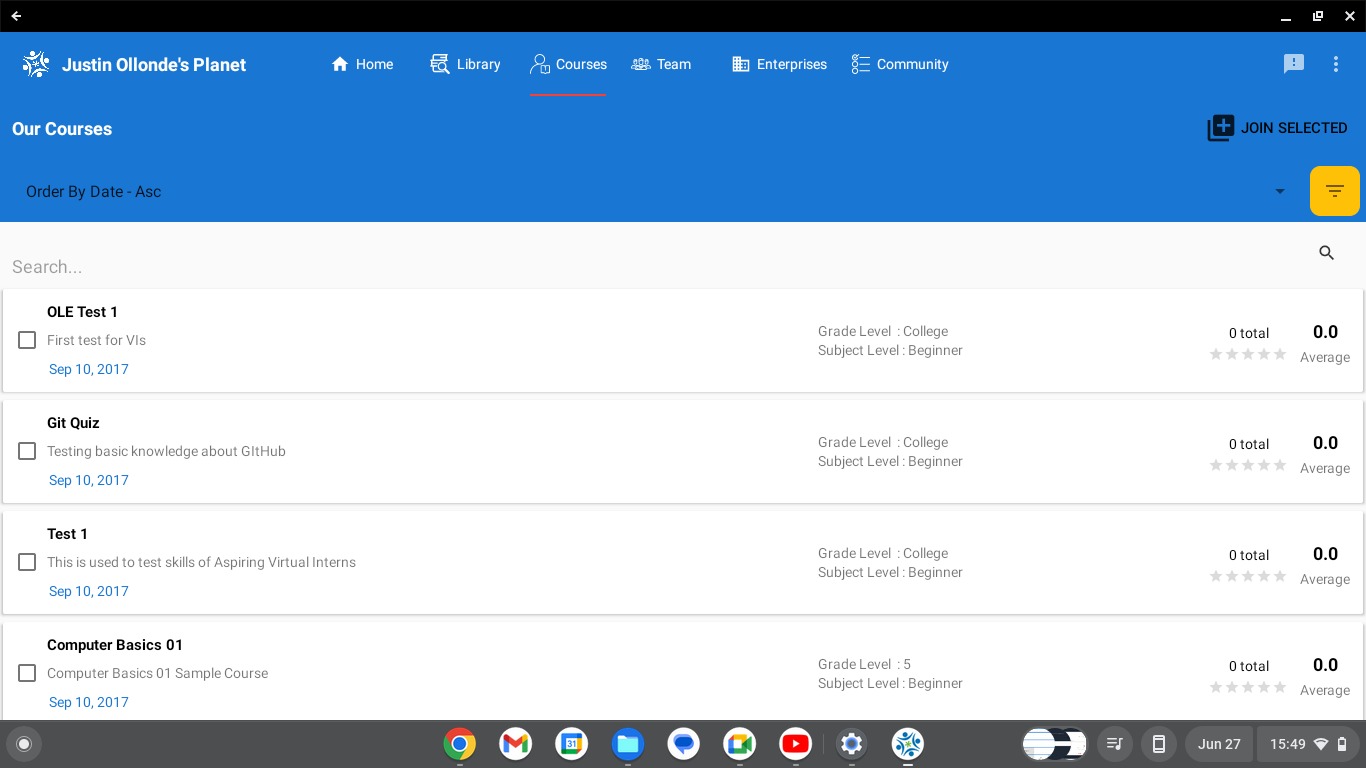 Justin Ollonde's Planet
Home Library Courses Team Enterprises Community
Our Courses
JOIN SELECTED
Order By Date - Asc
Search...
OLE Test 1
First test for VIs
Sep 10, 2017
Grade Level : College
Subject Level : Beginner
0 total
0.0
Average
Git Quiz
Testing basic knowledge about GItHub
Sep 10, 2017
Grade Level : College
Subject Level : Beginner
0 total
0.0
Average
Test 1
This is used to test skills of Aspiring Virtual Interns
Sep 10, 2017
Grade Level : College
Subject Level : Beginner
0 total
0.0
Average
Computer Basics 01
Computer Basics 01 Sample Course
Sep 10, 2017
Grade Level : 5
Subject Level : Beginner
0 total
0.0
Average
31
Jun 27
15:49